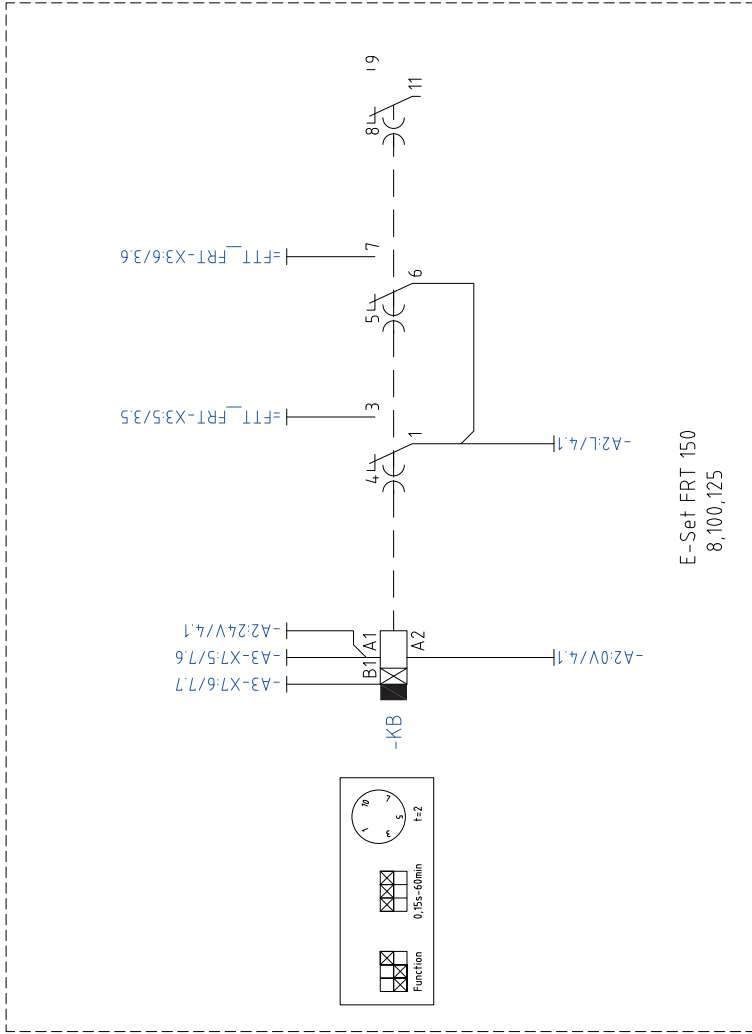 9
8
11
=FTT_FRT-X3:6/3.6
7
5
6
=FTT_FRT-X3:5/3.5
3
4
1
-A2:L/4.1
-A2:24V/4.1
-A3-X7:5/7.6
-A3-X7:6/7.7
B1
A1
A2
-A2:0V/4.1
-KB
E-Set FRT 150
8,100,125
1
3
5
7
10
t=2
0,15s-60min
Function